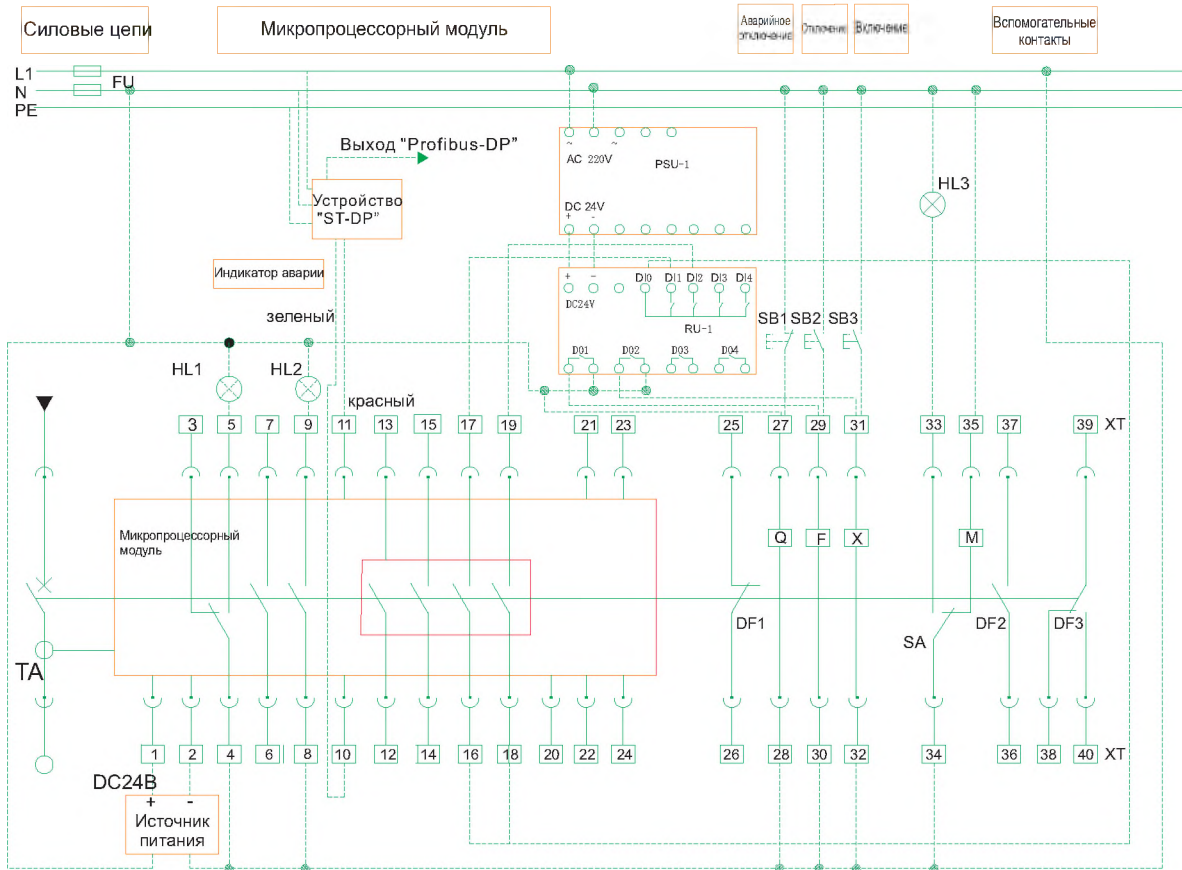 Силовые цепи
Микропроцессорный модуль
Аварийное
отключение
Отключение
Включение
Вспомогательные
контакты
L1
FU
N
PE
Выход "Profibus-DP"
~ ~
AC 220V
PSU-1
DC 24V
+ -
Устройство
"ST-DP"
HL3
Индикатор аварии
+ - DI0 DI1 DI2 DI3 DI4
DC24V
RU-1
зеленый
SB1 SB2 SB3
DO1 DO2 DO3 DO4
HL1 HL2
красный
3 5 7 9 11 13 15 17 19 21 23 25 27 29 31 33 35 37 39 XT
Микропроцессорный
модуль
Q F X M
DF1 DF2 DF3
SA
TA
1 2 4 6 8 10 12 14 16 18 20 22 24 26 28 30 32 34 36 38 40 XT
DC24В
+ -
Источник
питания